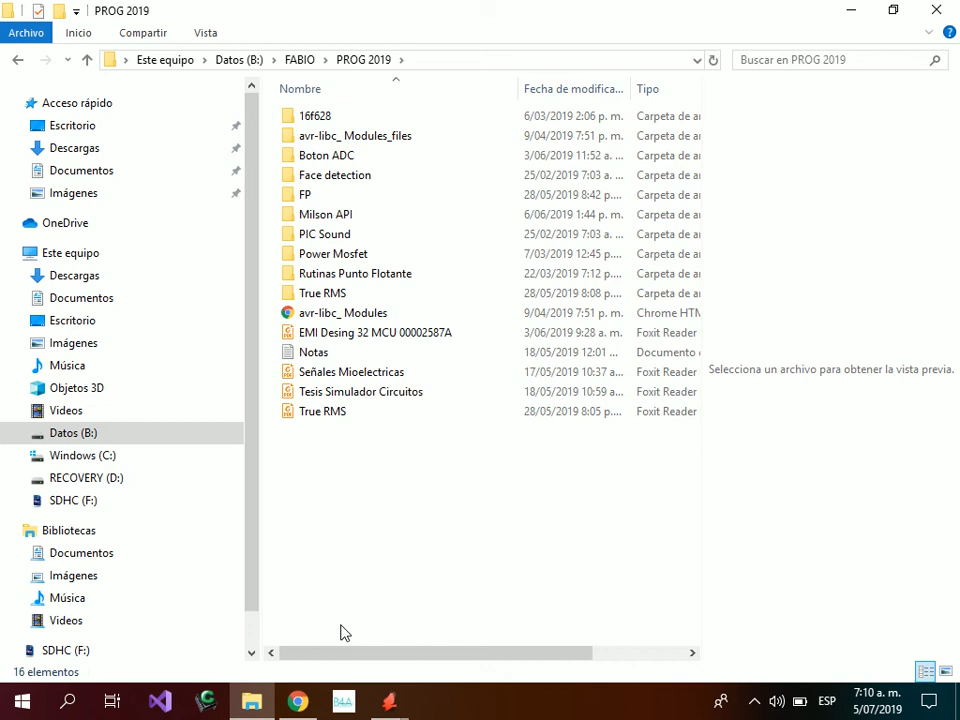 PROG 2019
Archivo Inicio Compartir Vista
Este equipo Datos (B:) FABIO PROG 2019 Buscar en PROG 2019
Nombre Fecha de modifica... Tipo
Acceso rápido
Escritorio
Descargas
Documentos
Imágenes
OneDrive
Este equipo
Descargas
Documentos
Escritorio
Imágenes
Música
Objetos 3D
Videos
Datos (B:)
Windows (C:)
RECOVERY (D:)
SDHC (F:)
Bibliotecas
Documentos
Imágenes
Música
Videos
SDHC (F:)
16f628 6/03/2019 2:06 p. m. Carpeta de ar
avr-libc_ Modules_files 9/04/2019 7:51 p. m. Carpeta de ar
Boton ADC 3/06/2019 11:52 a. ... Carpeta de ar
Face detection 25/02/2019 7:03 a. ... Carpeta de ar
FP 28/05/2019 8:42 p.... Carpeta de ar
Milson API 6/06/2019 1:44 p. m. Carpeta de ar
PIC Sound 25/02/2019 7:03 a. ... Carpeta de ar
Power Mosfet 7/03/2019 12:45 p.... Carpeta de ar
Rutinas Punto Flotante 22/03/2019 7:12 p.... Carpeta de ar
True RMS 28/05/2019 8:08 p.... Carpeta de ar
avr-libc_ Modules 9/04/2019 7:51 p. m. Chrome HTM
EMI Desing 32 MCU 00002587A 3/06/2019 9:28 a. m. Foxit Reader
Notas 18/05/2019 12:01 ... Documento d
Señales Mioelectricas 17/05/2019 10:37 a... Foxit Reader
Tesis Simulador Circuitos 18/05/2019 10:59 a... Foxit Reader
True RMS 28/05/2019 8:05 p.... Foxit Reader
Selecciona un archivo para obtener la vista previa.
16 elementos
B4A
ESP
7:10 a. m.
5/07/2019